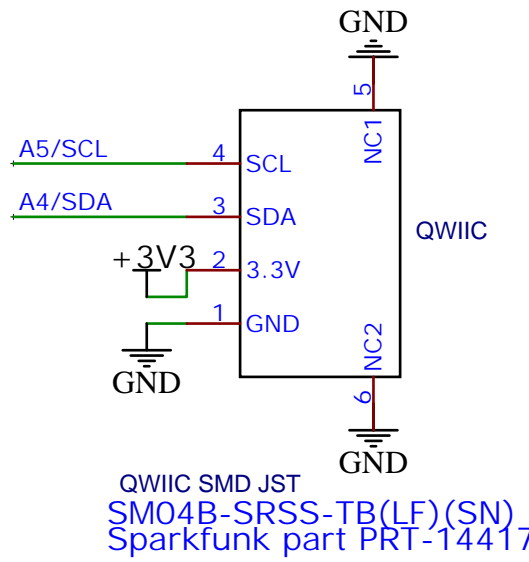 GND
5
NC1
A5/SCL
4
SCL
A4/SDA
3
SDA
QWIIC
+3V3
2
3.3V
1
GND
GND
NC2
6
GND
QWIIC SMD JST
SM04B-SRSS-TB(LF)(SN)
Sparkfunk part PRT-14417